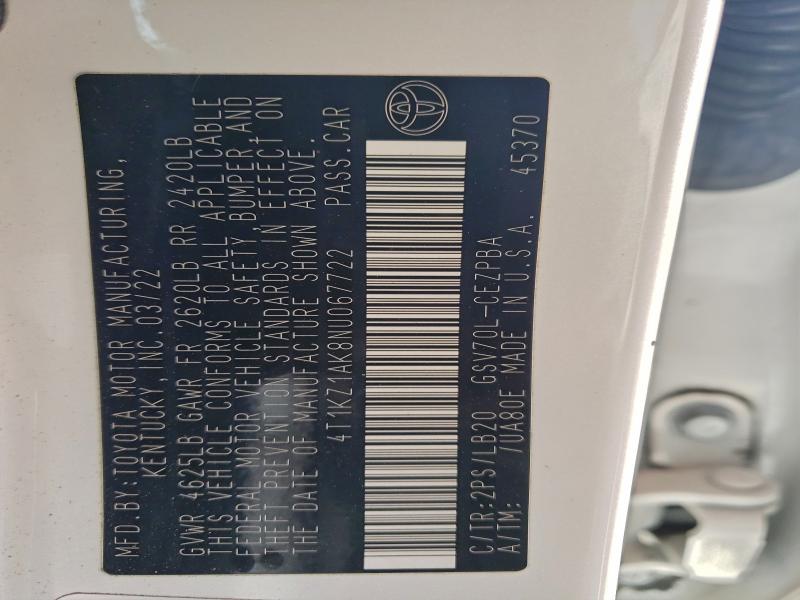 MFD.BY:TOYOTA MOTOR MANUFACTURING,
KENTUCKY, INC.03/22
GVWR 4625LB GAWR FR 2620LB RR 2420LB
THIS VEHICLE CONFORMS TO ALL APPLICABLE
FEDERAL MOTOR VEHICLE SAFETY,BUMPER,AND
THEFT PREVENTION STANDARDS IN EFFECT ON
THE DATE OF MANUFACTURE SHOWN ABOVE.
4T1KZ1AK8NU067722 PASS.CAR
C/TR:2PS/LB20 GSV70L-CEZPBA
A/TM: /UA80E MADE IN U.S.A. 45370